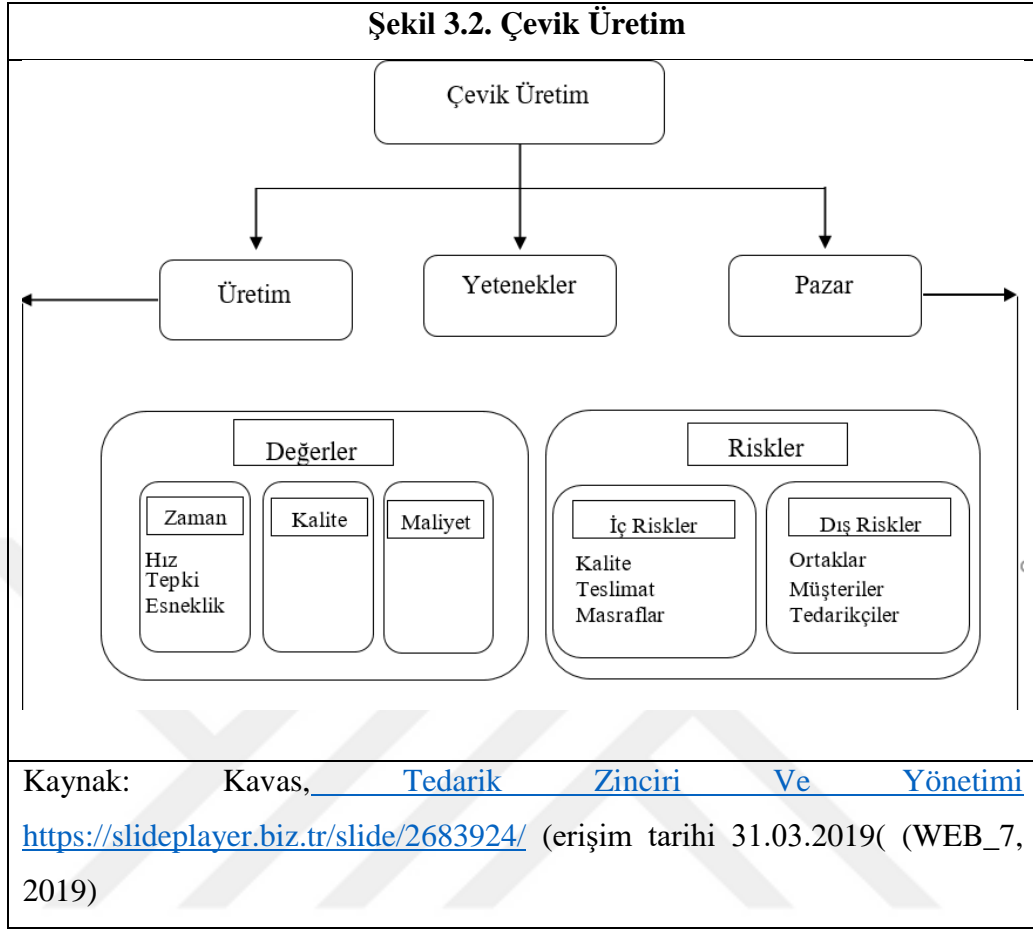 Şekil 3.2. Çevik Üretim
Çevik Üretim
Üretim
Yetenekler
Pazar
Değerler
Zaman
Hız
Tepki
Esneklik
Kalite
Maliyet
Riskler
İç Riskler
Kalite
Teslimat
Masraflar
Dış Riskler
Ortaklar
Müşteriler
Tedarikçiler
Kaynak: Kavas, Tedarik Zinciri Ve Yönetimi
https://slideplayer.biz.tr/slide/2683924/ (erişim tarihi 31.03.2019( (WEB_7,
2019)